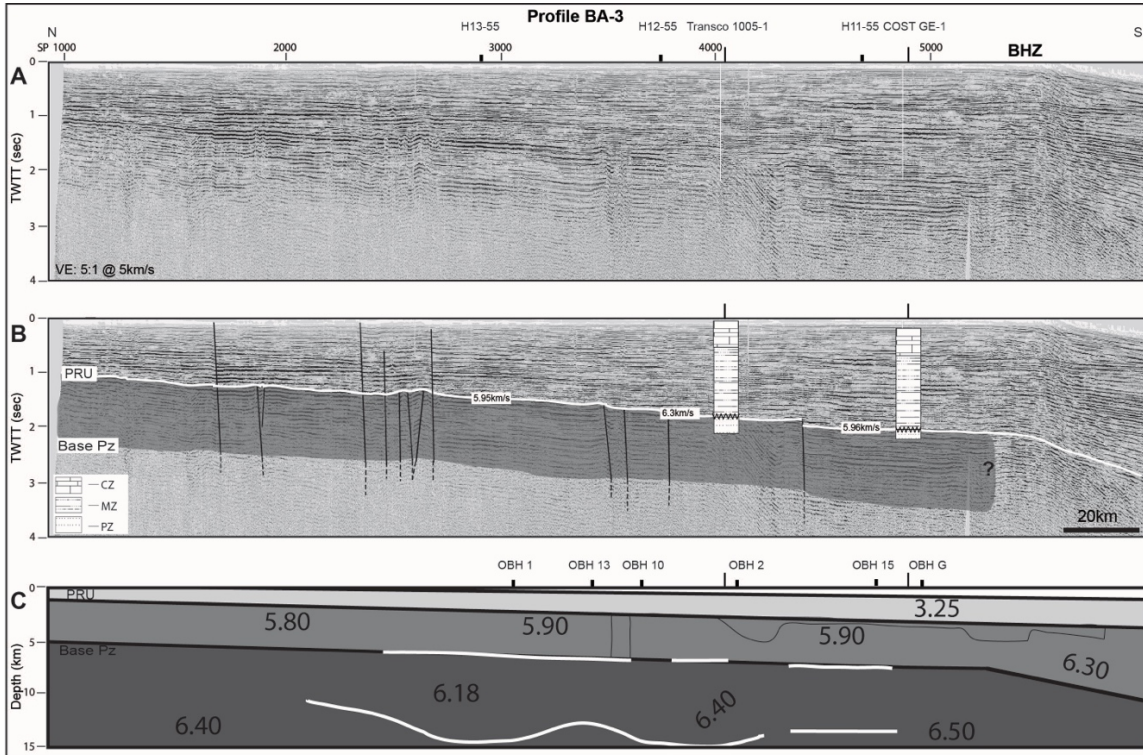 Profile BA-3
N H13-55 H12-55 Transco 1005-1 H11-55 COST GE-1 BHZ S
SP 1000 2000 3000 4000 5000
A
0
1
2
3
4
TWTT (sec)
VE: 5:1 @ 5km/s
B
0
1
2
3
4
TWTT (sec)
PRU
5.95km/s
6.3km/s
5.96km/s
Base Pz
?
CZ
MZ
PZ
20km
OBH 1 OBH 13 OBH 10 OBH 2 OBH 15 OBH G
C
0
5
10
15
Depth (km)
PRU
3.25
5.80 5.90 5.90
Base Pz
6.30
6.18 6.40
6.40 6.50